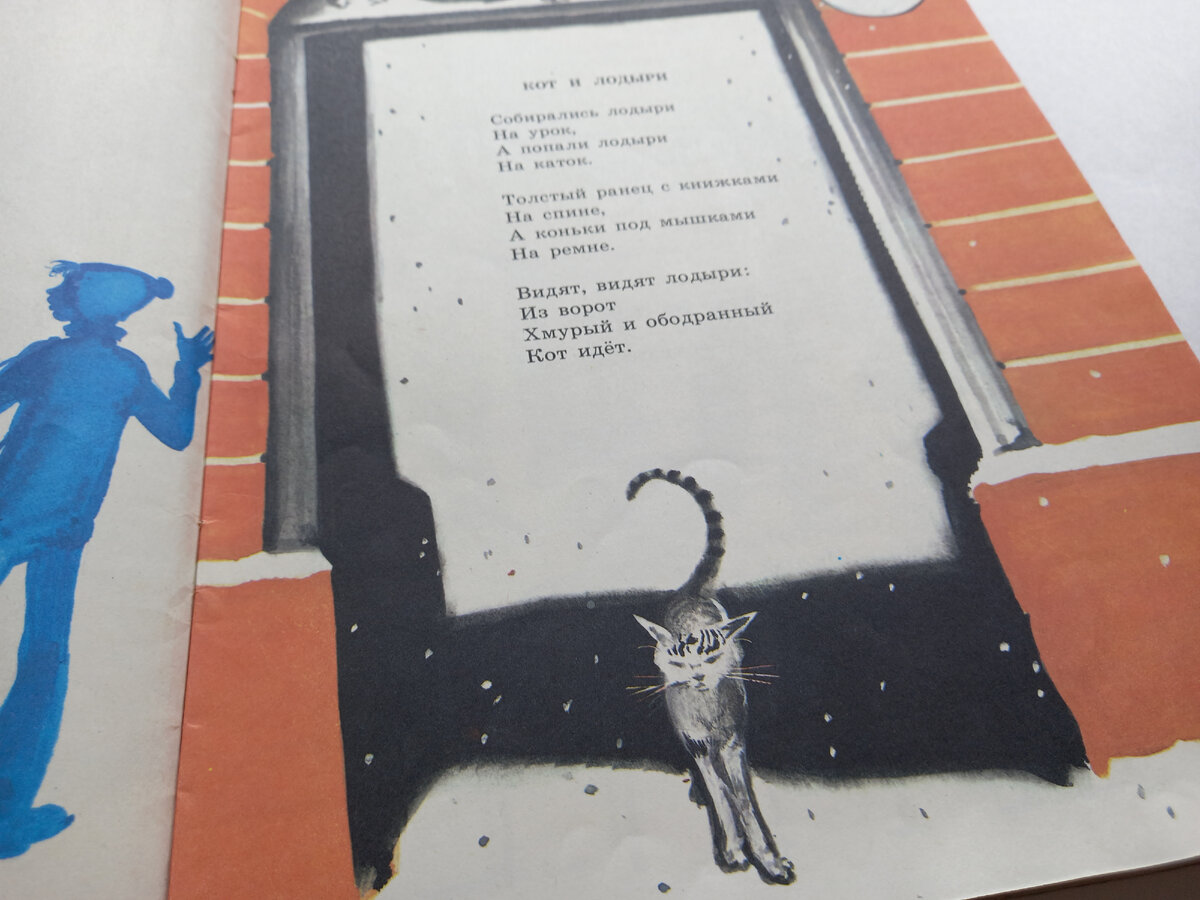 КОТ И ЛОДЫРИ
Собирались лодыри
На урок,
А попали лодыри
На каток.
Толстый ранец с книжками
На спине,
А коньки под мышками
На ремне.
Видят, видят лодыри:
Из ворот
Хмурый и ободранный
Кот идёт.